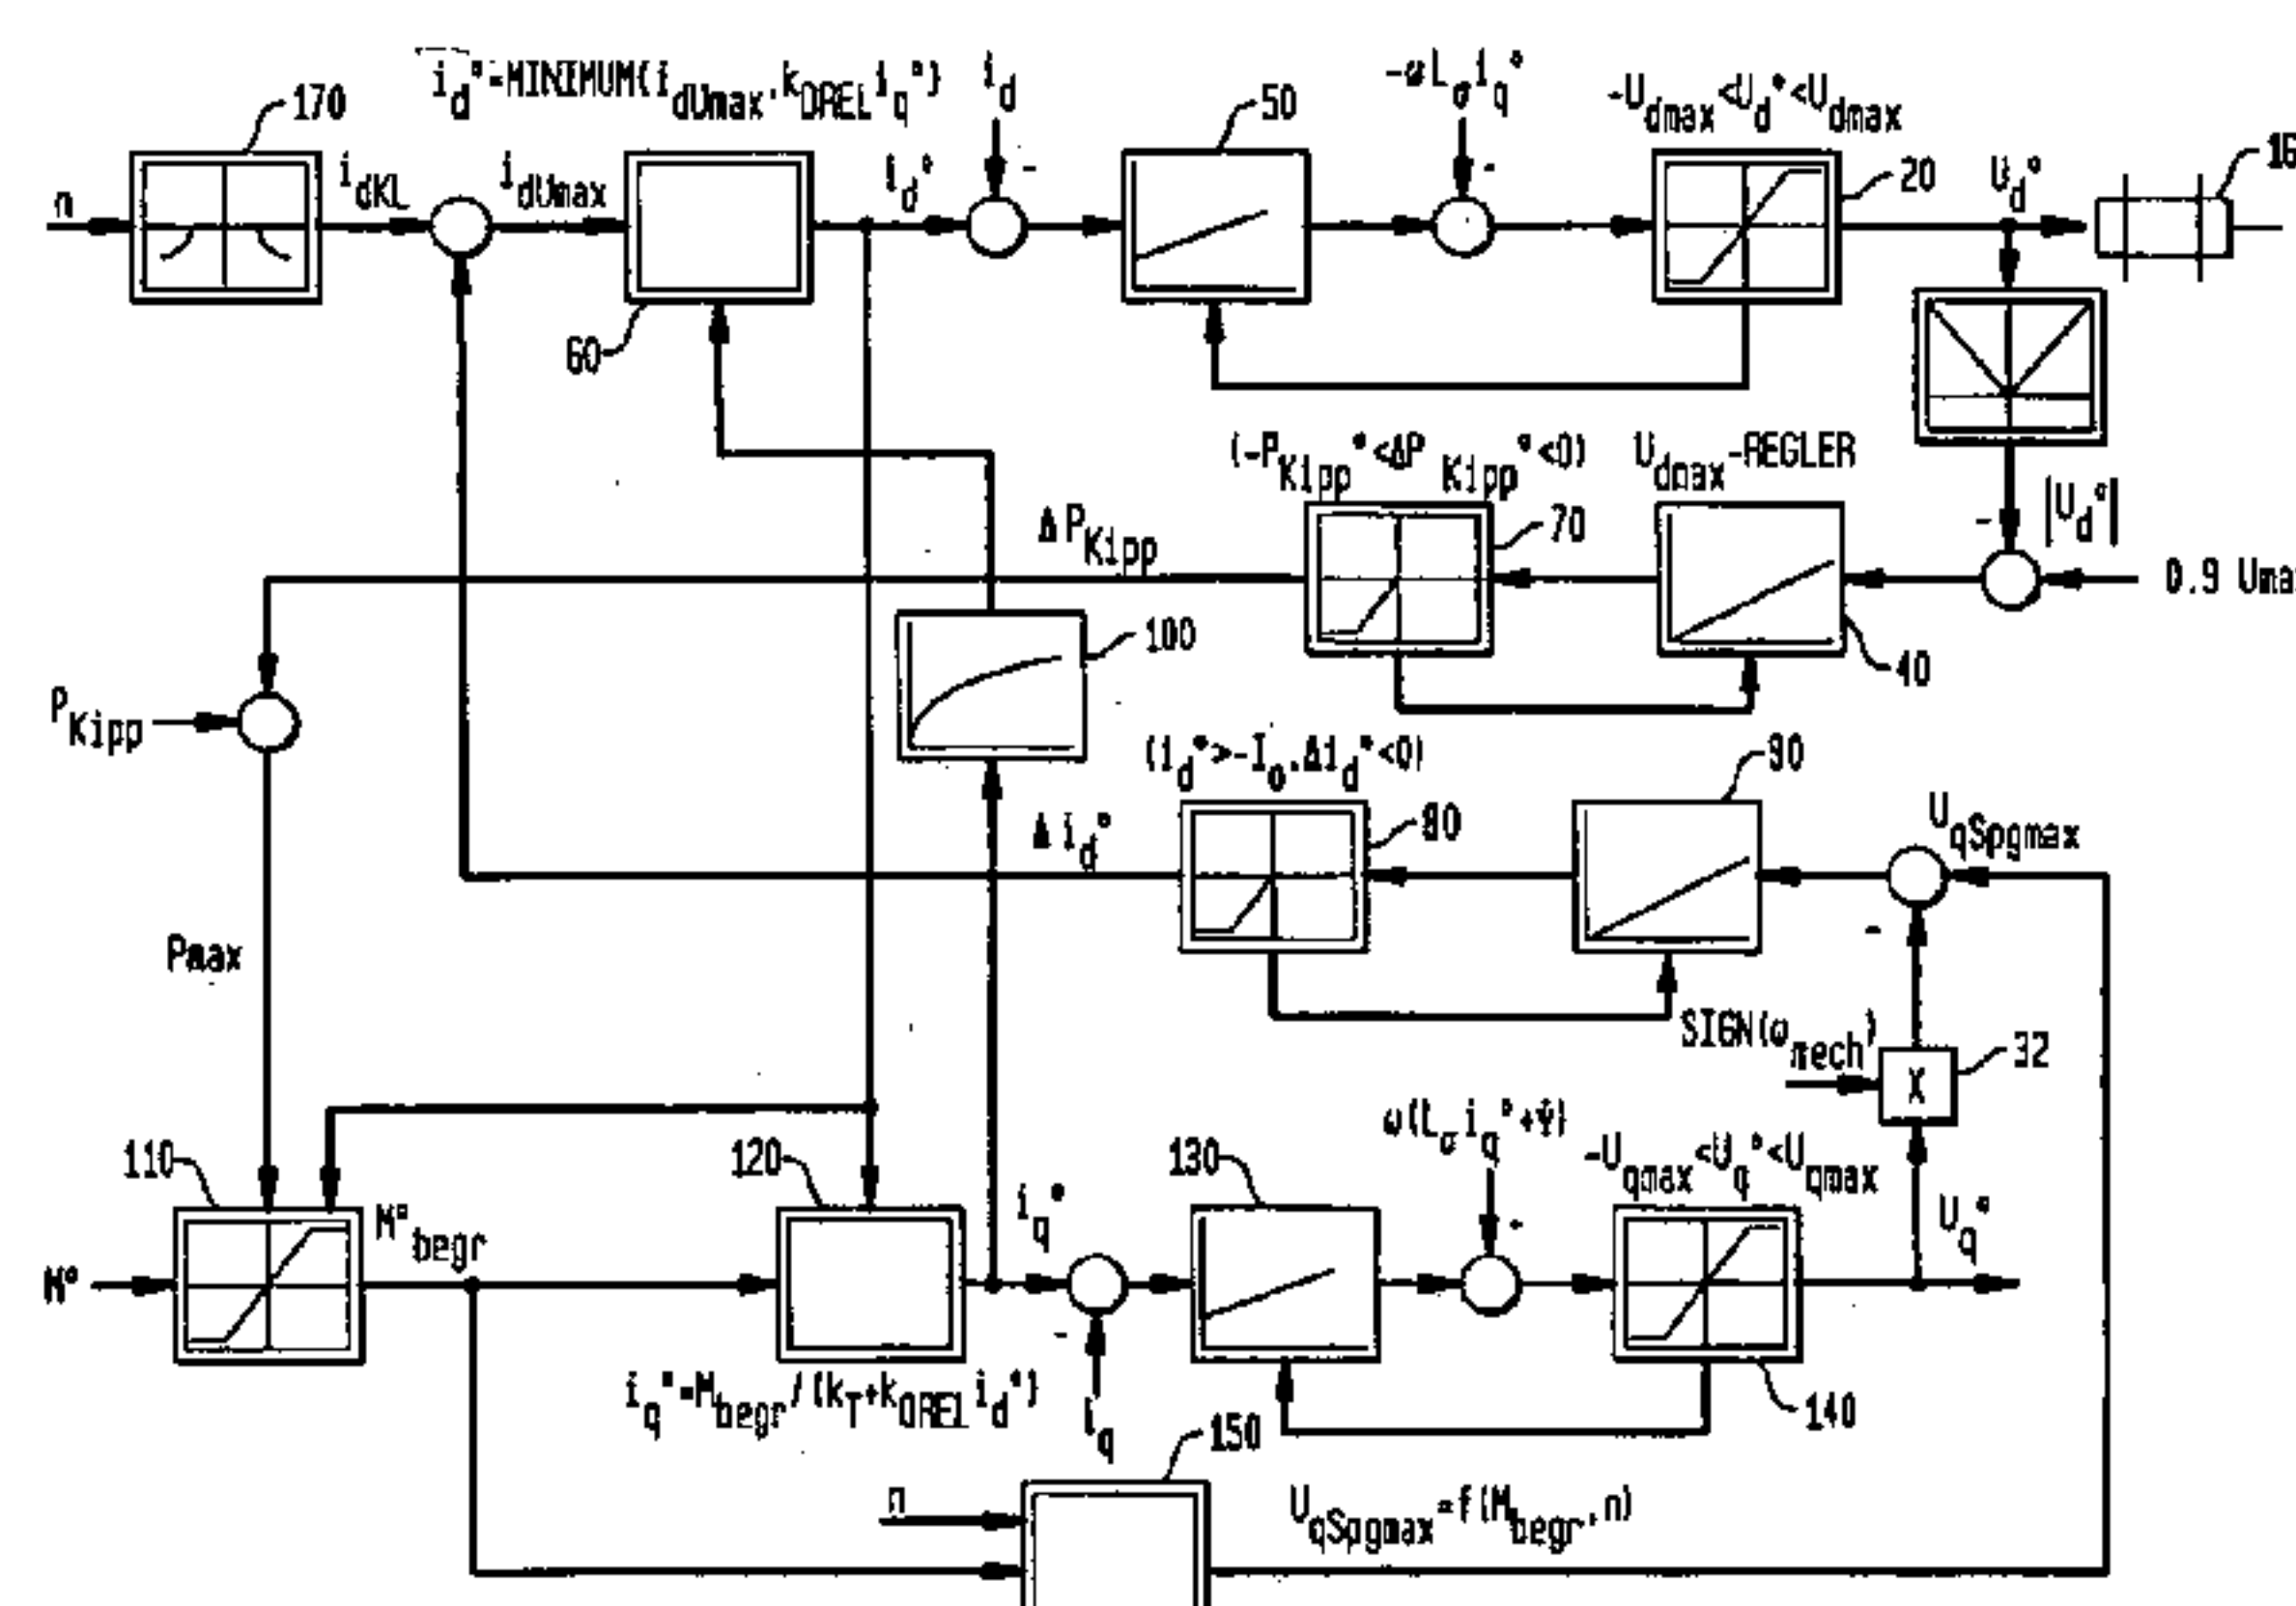 170
i_d*=MINIMUM(i_dUmax, k_DREL i_q*)
i_d
-ωL_σ i_q*
50
-U_dmax<U_d*<U_dmax
20
U_d*
16
n
i_dKL
i_dUmax
i_d*
-
-
60
(-P_Kipp*<ΔP_Kipp*<0)
U_dmax-REGLER
70
-
|U_d*|
ΔP_Kipp
0.9
40
100
P_Kipp
(i_d*>-I_o, Δi_d*<0)
90
80
U_qSpgmax
Δi_d*
-
Pmax
SIGN(ω_mech)
32
X
110
120
130
ω(L_σ i_q*+Ψ)
-U_qmax<U_q*<U_qmax
M*_begr
i_q*
+
U_q*
M*
-
i_q*=M_begr/(k_T+k_DREL i_d*)
i_q
140
150
n
U_qSpgmax=f(M_begr, n)